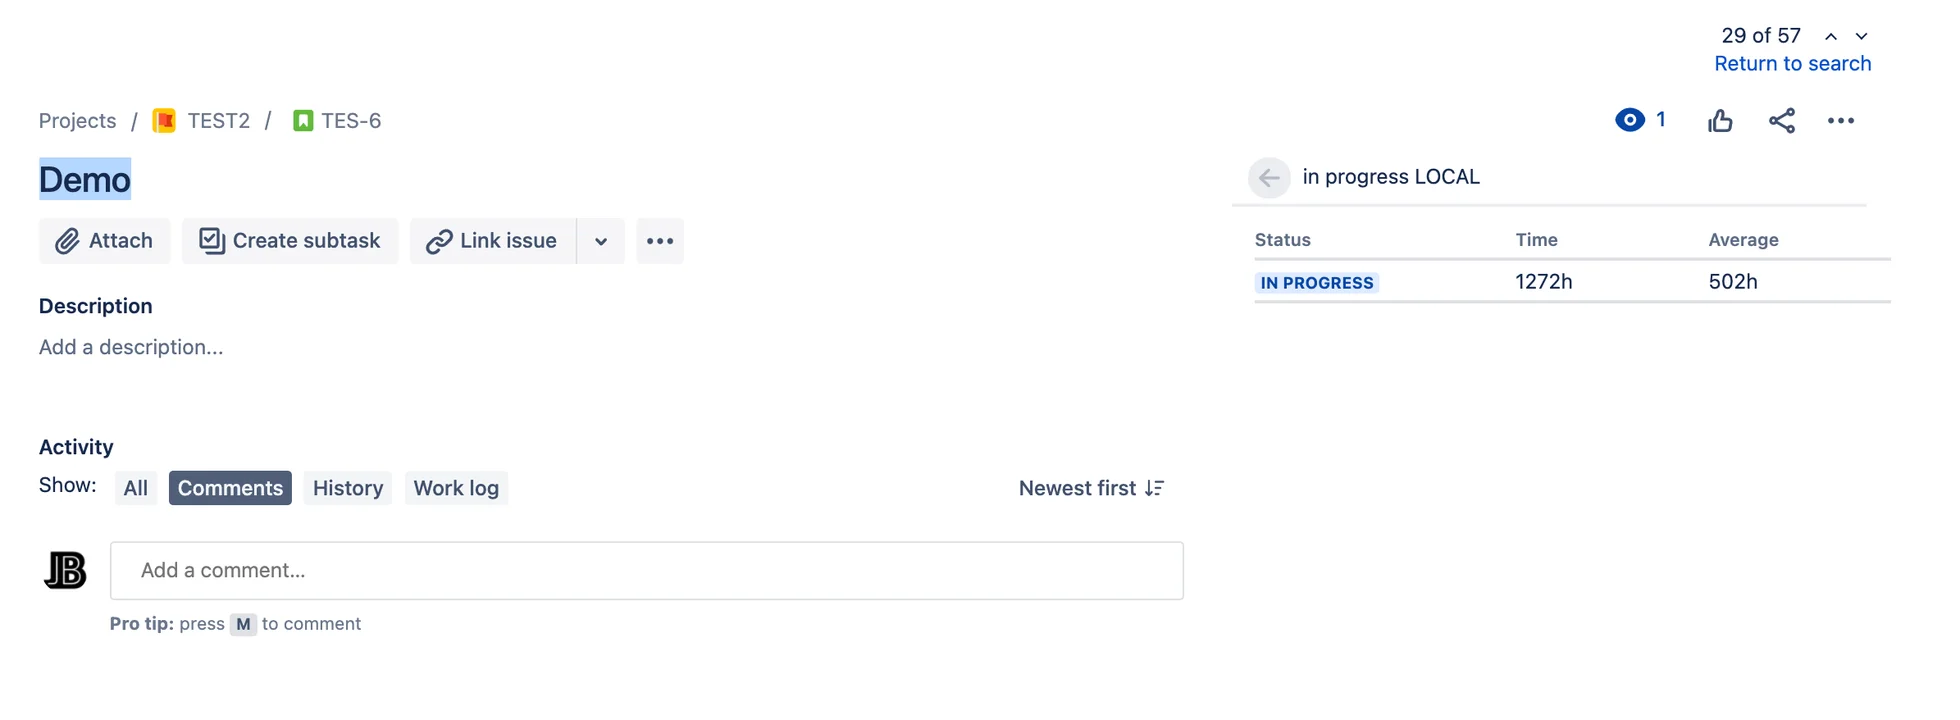 29 of 57
Return to search
Projects / TEST2 / TES-6
1
Demo
in progress LOCAL
Attach Create subtask Link issue
Status Time Average
IN PROGRESS 1272h 502h
Description
Add a description...
Activity
Show: All Comments History Work log Newest first
JB
Add a comment...
Pro tip: press M to comment